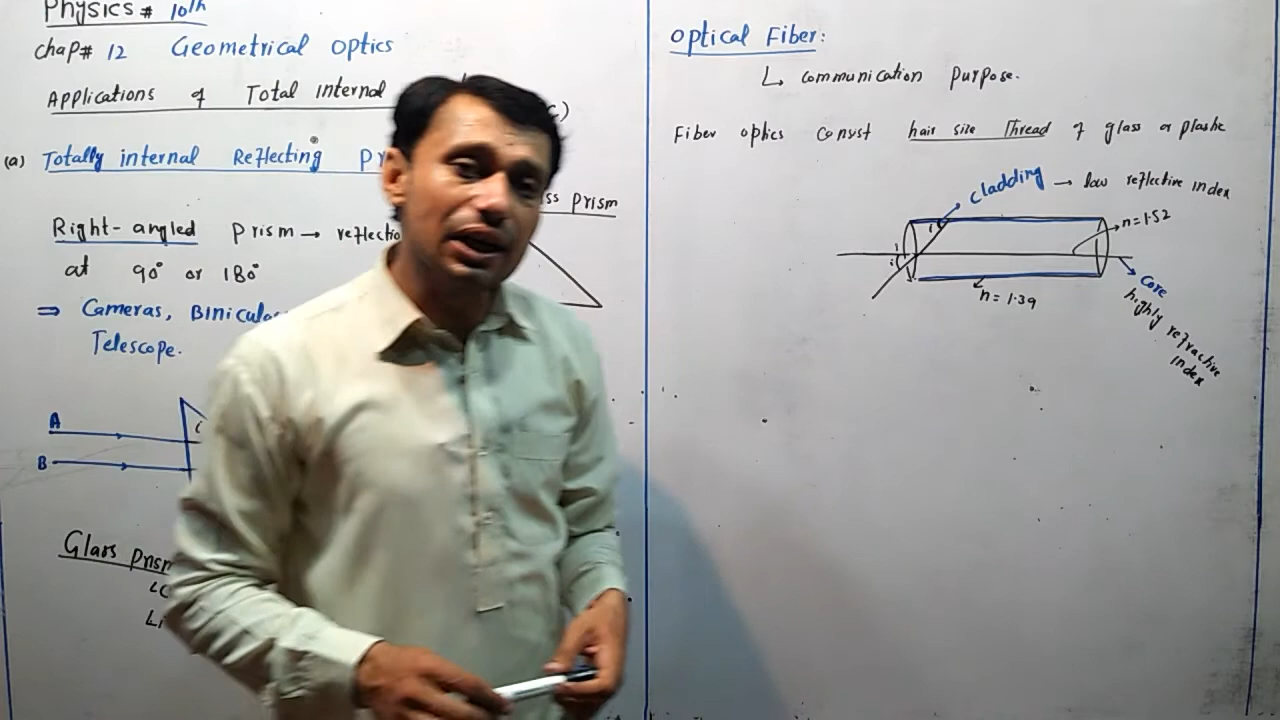 Physics # 10th
Chap# 12 Geometrical Optics
Applications of Total internal
(a) Totally internal Reflecting Pr
ss prism
Right-angled prism → reflectio
at 90° or 180°
⇒ Cameras, Binicula
Telescope.
A
B
Glass prism
Optical Fiber:
↳ Communication purpose.
Fiber optics Consist hair size Thread of glass or plastic
Cladding → low reflective index
n=1.52
n=1.39
Core
highly refractive
index